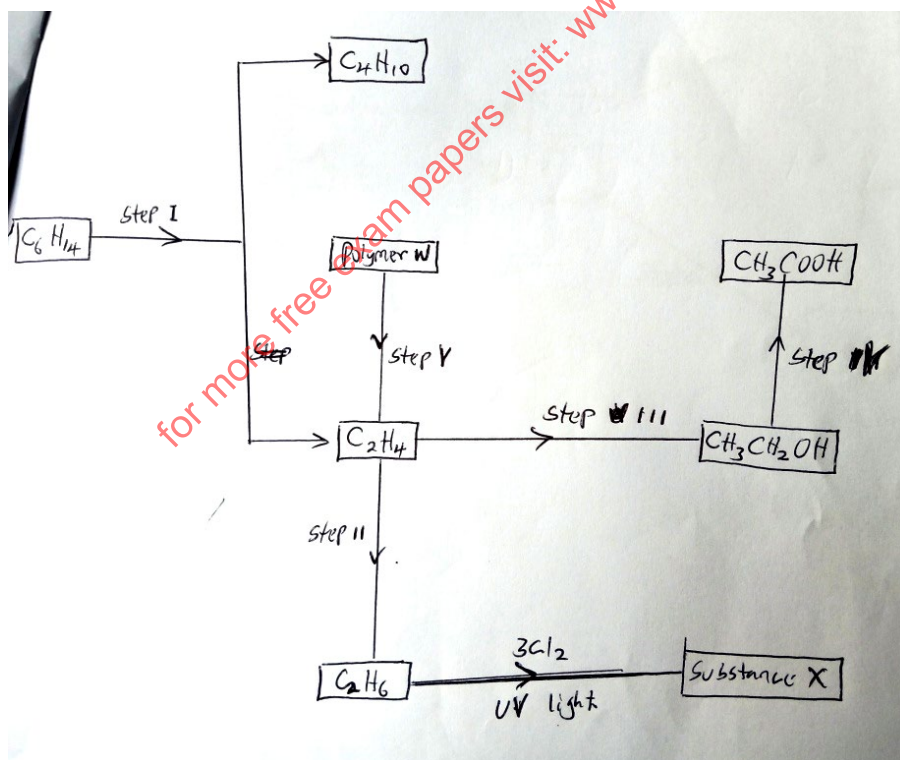 C₄H₁₀
Step I
C₆H₁₄
Polymer W
CH₃COOH
Step
Step V
Step
Step III
C₂H₄
CH₃CH₂OH
Step II
3Cl₂
C₂H₆
Substance X
UV light
for more free exam papers visit: ww